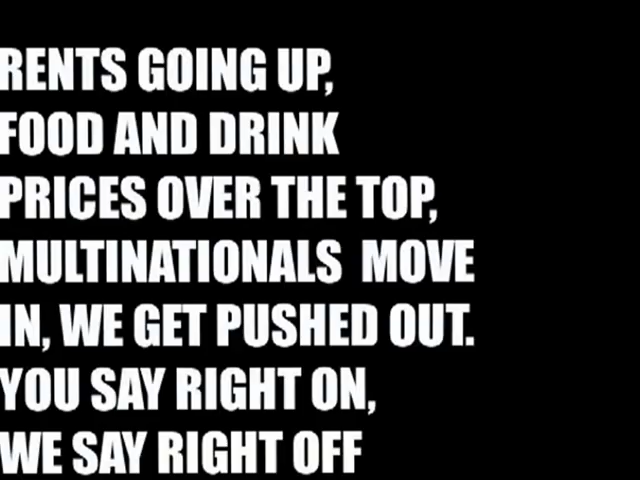 RENTS GOING UP,
FOOD AND DRINK
PRICES OVER THE TOP,
MULTINATIONALS MOVE
IN, WE GET PUSHED OUT.
YOU SAY RIGHT ON,
WE SAY RIGHT OFF